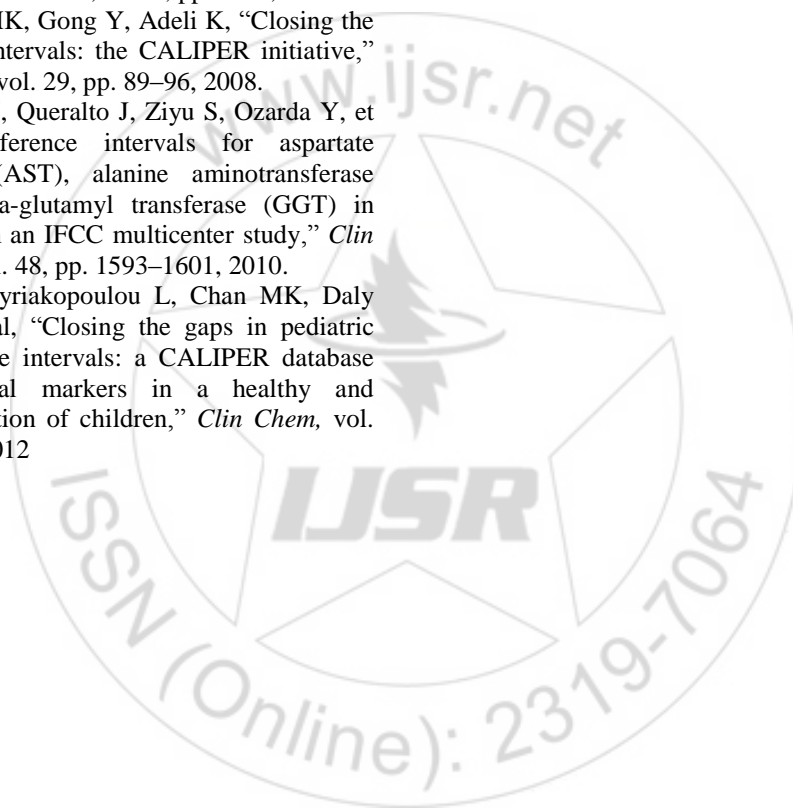 MK, Gong Y, Adeli K, “Closing the
ntervals: the CALIPER initiative,”
vol. 29, pp. 89–96, 2008.
, Queralto J, Ziyu S, Ozarda Y, et
ference intervals for aspartate
(AST), alanine aminotransferase
a-glutamyl transferase (GGT) in
n an IFCC multicenter study,” Clin
l. 48, pp. 1593–1601, 2010.
yriakopoulou L, Chan MK, Daly
al, “Closing the gaps in pediatric
e intervals: a CALIPER database
al markers in a healthy and
tion of children,” Clin Chem, vol.
012
www.ijsr.net
IJSR
ISSN (Online): 2319-7064